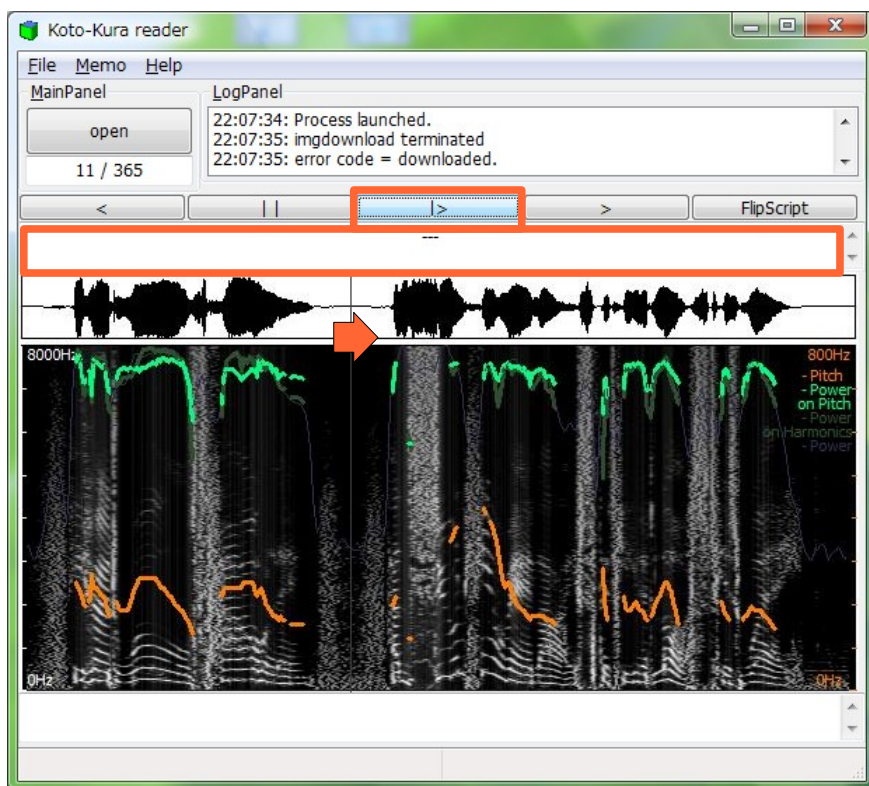 Koto-Kura reader
File Memo Help
MainPanel
LogPanel
open
11 / 365
22:07:34: Process launched.
22:07:35: imgdownload terminated
22:07:35: error code = downloaded.
<
||
|>
>
FlipScript
---
8000Hz
800Hz
- Pitch
- Power
on Pitch
- Power
on Harmonics
- Power
0Hz
0Hz